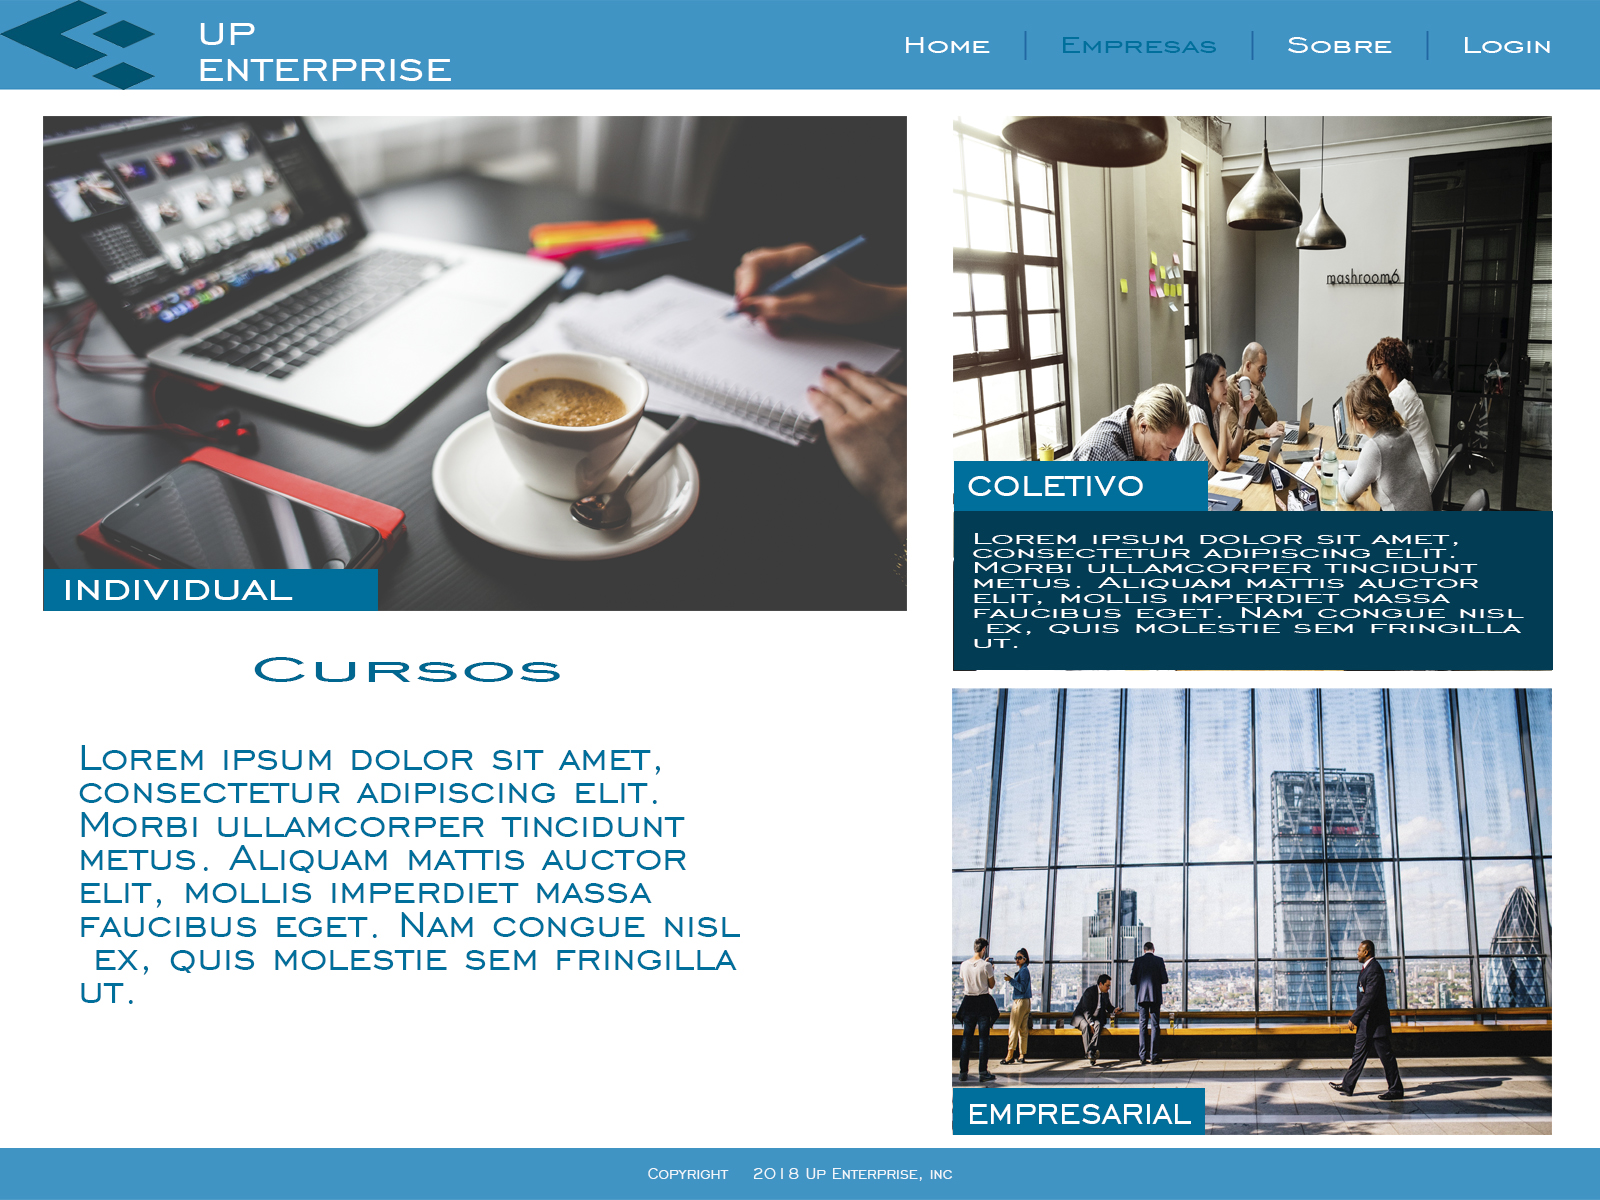 UP
ENTERPRISE
Home
Empresas
Sobre
Login
mashroom6
INDIVIDUAL
COLETIVO
Lorem ipsum dolor sit amet,
consectetur adipiscing elit.
Morbi ullamcorper tincidunt
metus. Aliquam mattis auctor
elit, mollis imperdiet massa
faucibus eget. Nam congue nisl
ex, quis molestie sem fringilla
ut.
Cursos
Lorem ipsum dolor sit amet,
consectetur adipiscing elit.
Morbi ullamcorper tincidunt
metus. Aliquam mattis auctor
elit, mollis imperdiet massa
faucibus eget. Nam congue nisl
ex, quis molestie sem fringilla
ut.
EMPRESARIAL
Copyright 2018 Up Enterprise, inc